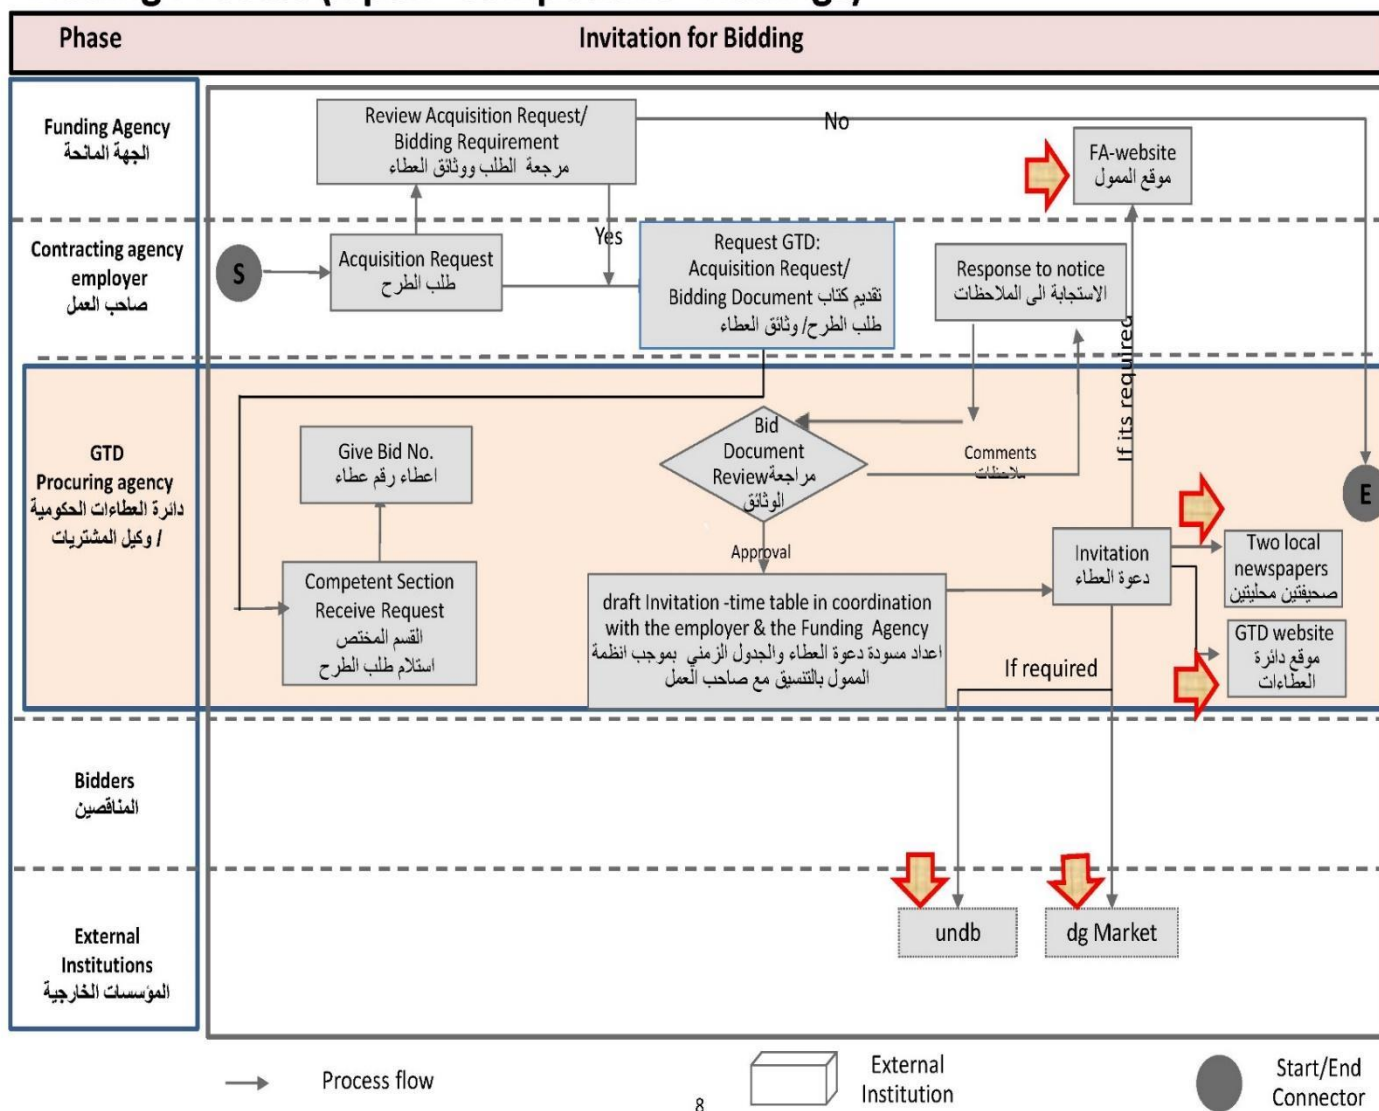 Phase
Invitation for Bidding
Funding Agency
الجهة المانحة
Review Acquisition Request/
Bidding Requirement
مرجعة الطلب ووثائق العطاء
No
FA-website
موقع الممول
Contracting agency
employer
صاحب العمل
S
Acquisition Request
طلب الطرح
Yes
Request GTD:
Acquisition Request/
Bidding Document تقديم كتاب
طلب الطرح/ وثائق العطاء
Response to notice
الاستجابة الى الملاحظات
If its required
GTD
Procuring agency
دائرة العطاءات الحكومية
/ وكيل المشتريات
Give Bid No.
اعطاء رقم عطاء
Bid
Document
Review مراجعة
الوثائق
Comments
ملاحظات
E
Approval
Competent Section
Receive Request
القسم المختص
استلام طلب الطرح
draft Invitation -time table in coordination
with the employer & the Funding Agency
اعداد مسودة دعوة العطاء والجدول الزمني بموجب انظمة
الممول بالتنسيق مع صاحب العمل
Invitation
دعوة العطاء
Two local
newspapers
صحيفتين محليتين
GTD website
موقع دائرة
العطاءات
If required
Bidders
المناقصين
External
Institutions
المؤسسات الخارجية
undb
dg Market
Process flow
External
Institution
Start/End
Connector
8